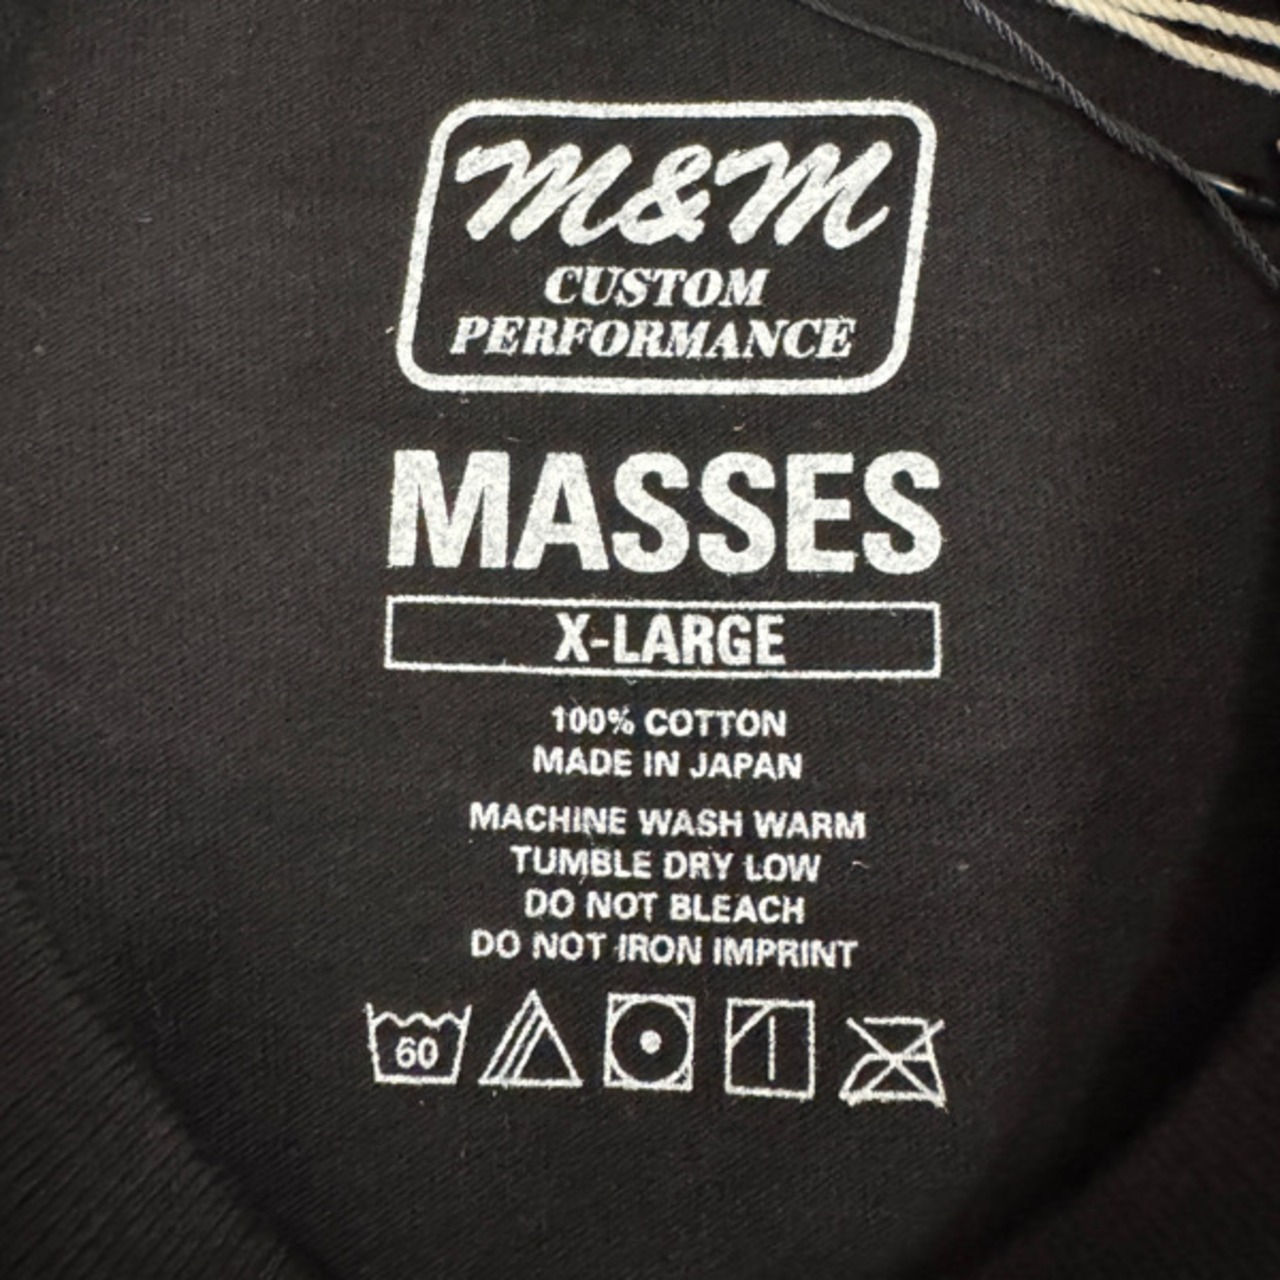 M&M
CUSTOM
PERFORMANCE
MASSES
X-LARGE
100% COTTON
MADE IN JAPAN
MACHINE WASH WARM
TUMBLE DRY LOW
DO NOT BLEACH
DO NOT IRON IMPRINT
60